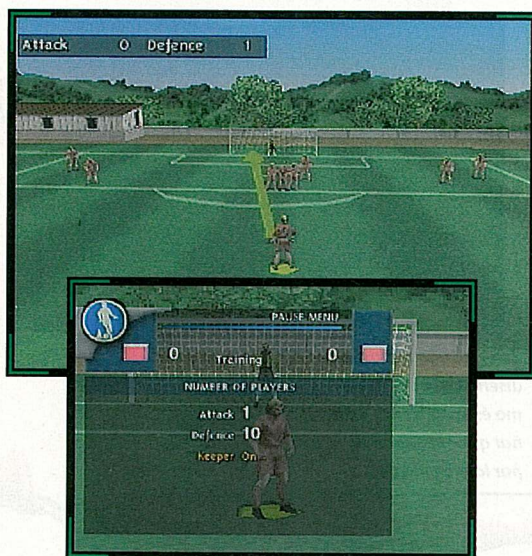 Attack 0 Defence 1
PAUSE MENU
0 Training 0
NUMBER OF PLAYERS
Attack 1
Defence 10
Keeper On